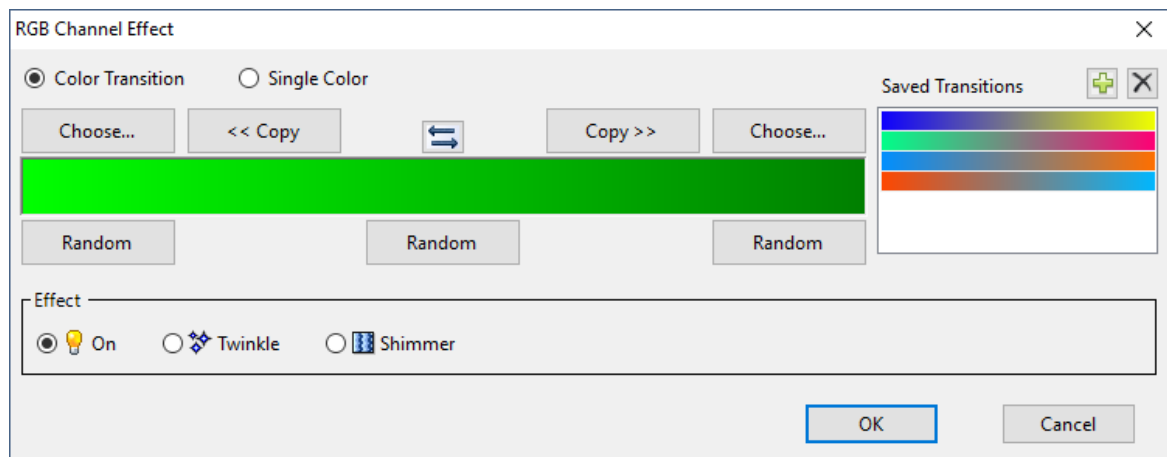 RGB Channel Effect
Color Transition
Single Color
Saved Transitions
Choose...
<< Copy
Copy >>
Choose...
Random
Random
Random
Effect
On
Twinkle
Shimmer
OK
Cancel